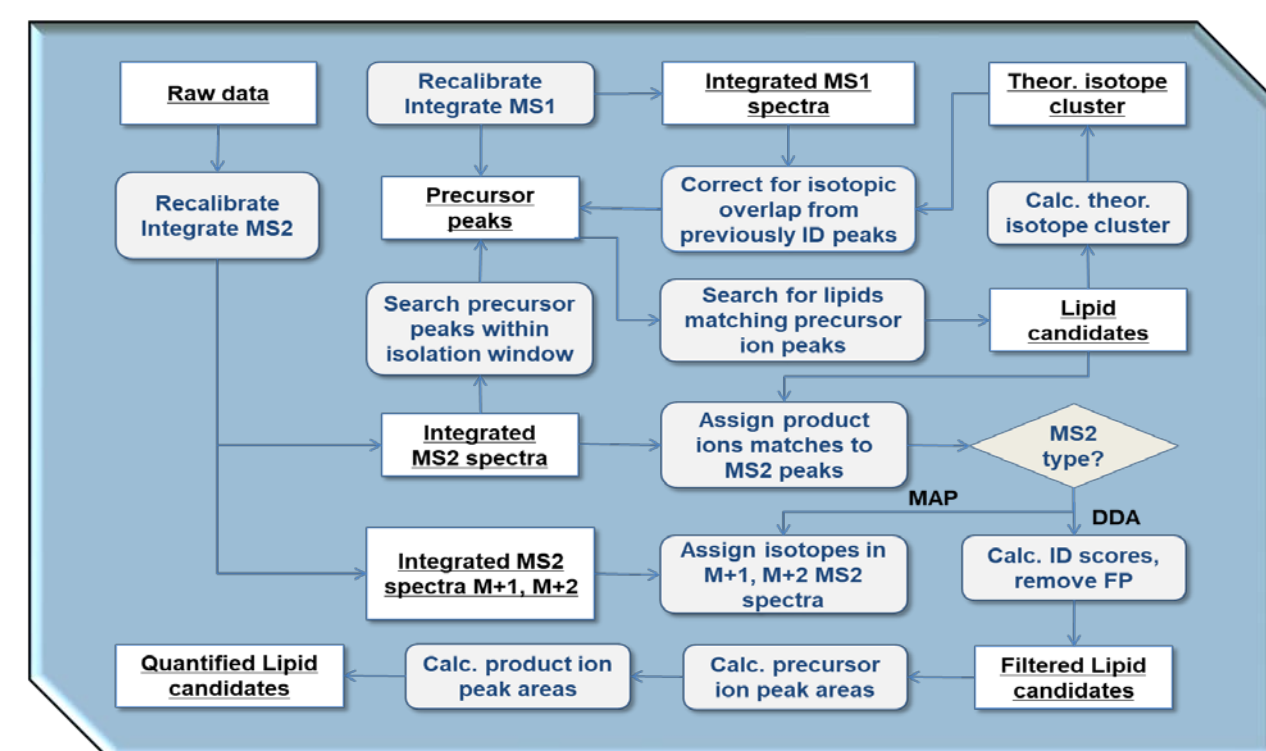 Raw data
Recalibrate
Integrate MS1
Integrated MS1
spectra
Theor. isotope
cluster
Recalibrate
Integrate MS2
Precursor
peaks
Correct for isotopic
overlap from
previously ID peaks
Calc. theor.
isotope cluster
Search precursor
peaks within
isolation window
Search for lipids
matching precursor
ion peaks
Lipid
candidates
Integrated
MS2 spectra
Assign product
ions matches to
MS2 peaks
MS2
type?
MAP
DDA
Integrated MS2
spectra M+1, M+2
Assign isotopes in
M+1, M+2 MS2
spectra
Calc. ID scores,
remove FP
Quantified Lipid
candidates
Calc. product ion
peak areas
Calc. precursor
ion peak areas
Filtered Lipid
candidates